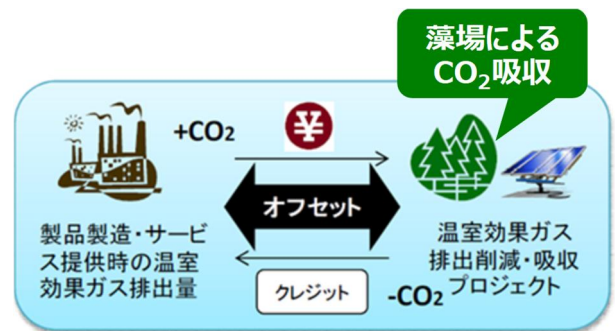 藻場による
CO₂吸収
+CO₂
¥
オフセット
クレジット
-CO₂
製品製造・サービ
ス提供時の温室
効果ガス排出量
温室効果ガス
排出削減・吸収
プロジェクト